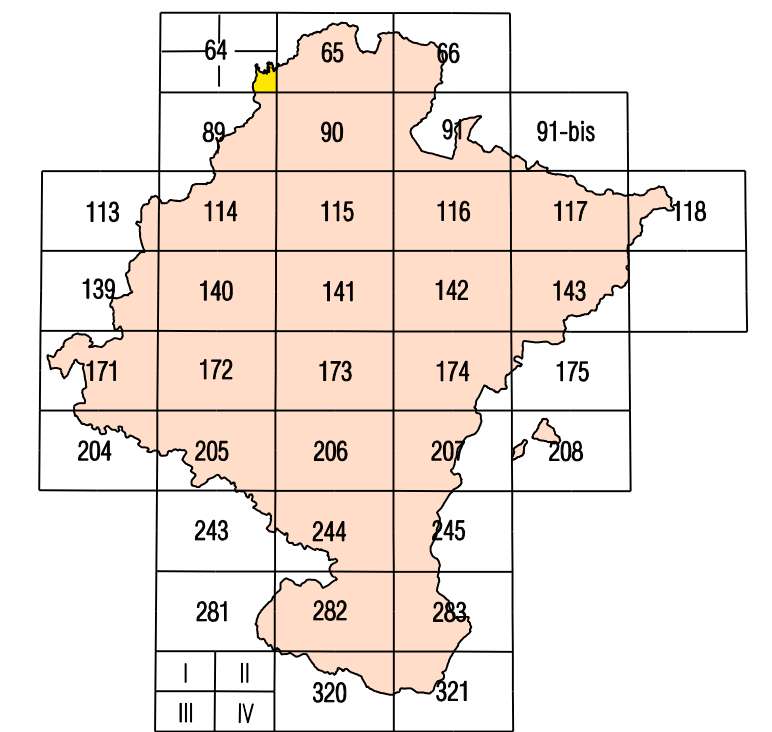 64 65 66
89 90 91 91-bis
113 114 115 116 117 118
139 140 141 142 143
171 172 173 174 175
204 205 206 207 208
243 244 245
281 282 283
I II
320 321
III IV